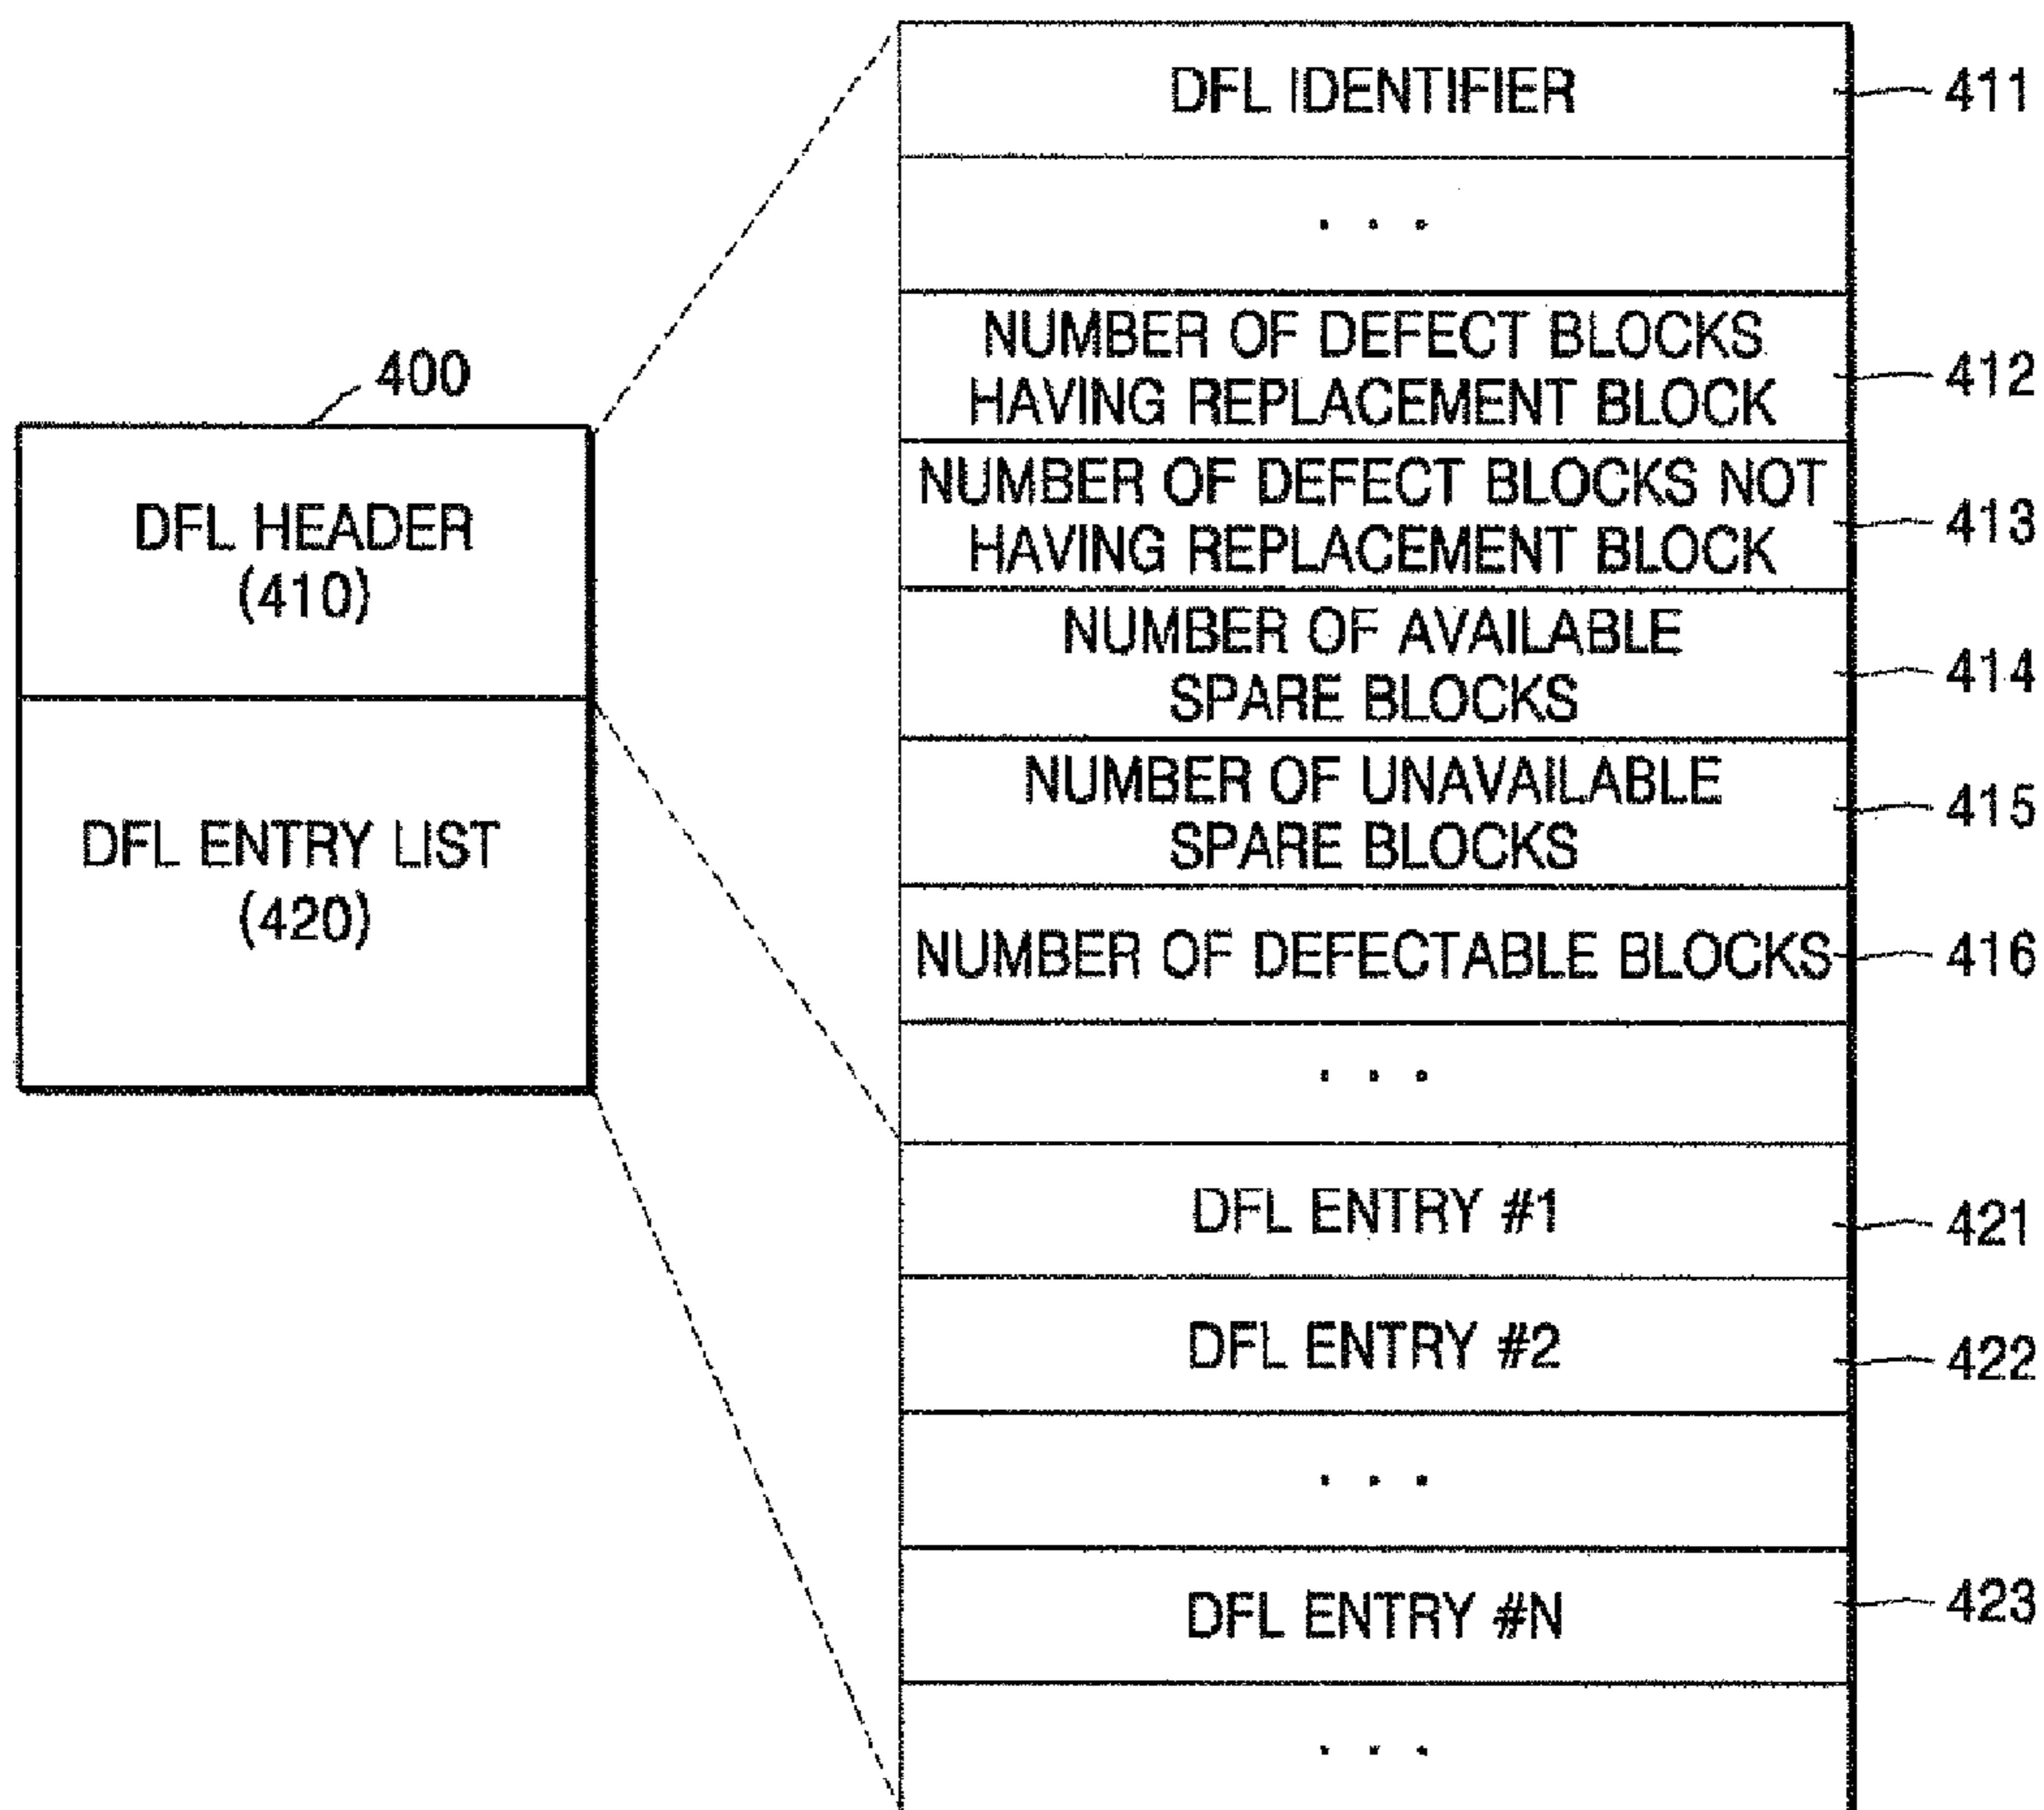 400
DFL HEADER
(410)
DFL ENTRY LIST
(420)
DFL IDENTIFIER
411
. . .
NUMBER OF DEFECT BLOCKS
HAVING REPLACEMENT BLOCK
412
NUMBER OF DEFECT BLOCKS NOT
HAVING REPLACEMENT BLOCK
413
NUMBER OF AVAILABLE
SPARE BLOCKS
414
NUMBER OF UNAVAILABLE
SPARE BLOCKS
415
NUMBER OF DEFECTABLE BLOCKS
416
. . .
DFL ENTRY #1
421
DFL ENTRY #2
422
. . .
DFL ENTRY #N
423
. . .